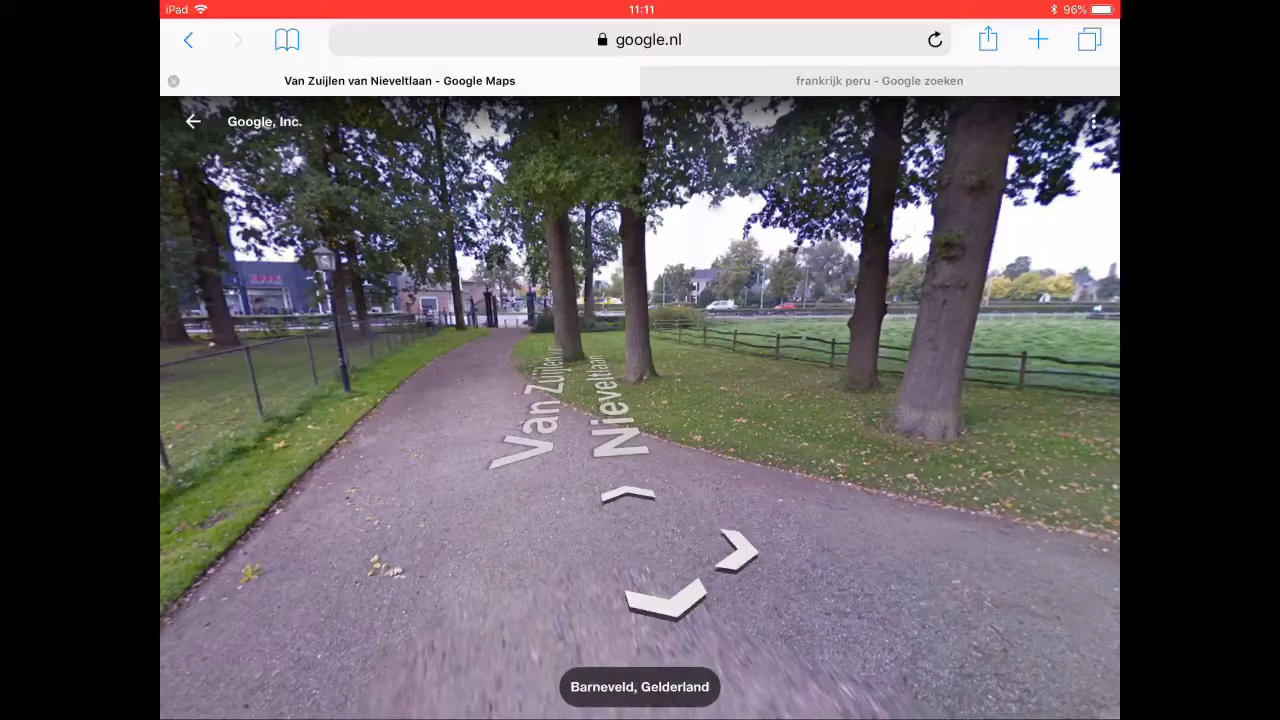 iPad
11:11
96%
google.nl
Van Zuijlen van Nieveltlaan - Google Maps
frankrijk peru - Google zoeken
Google, Inc.
Van Zuijlen van
Nieveltlaan
Barneveld, Gelderland